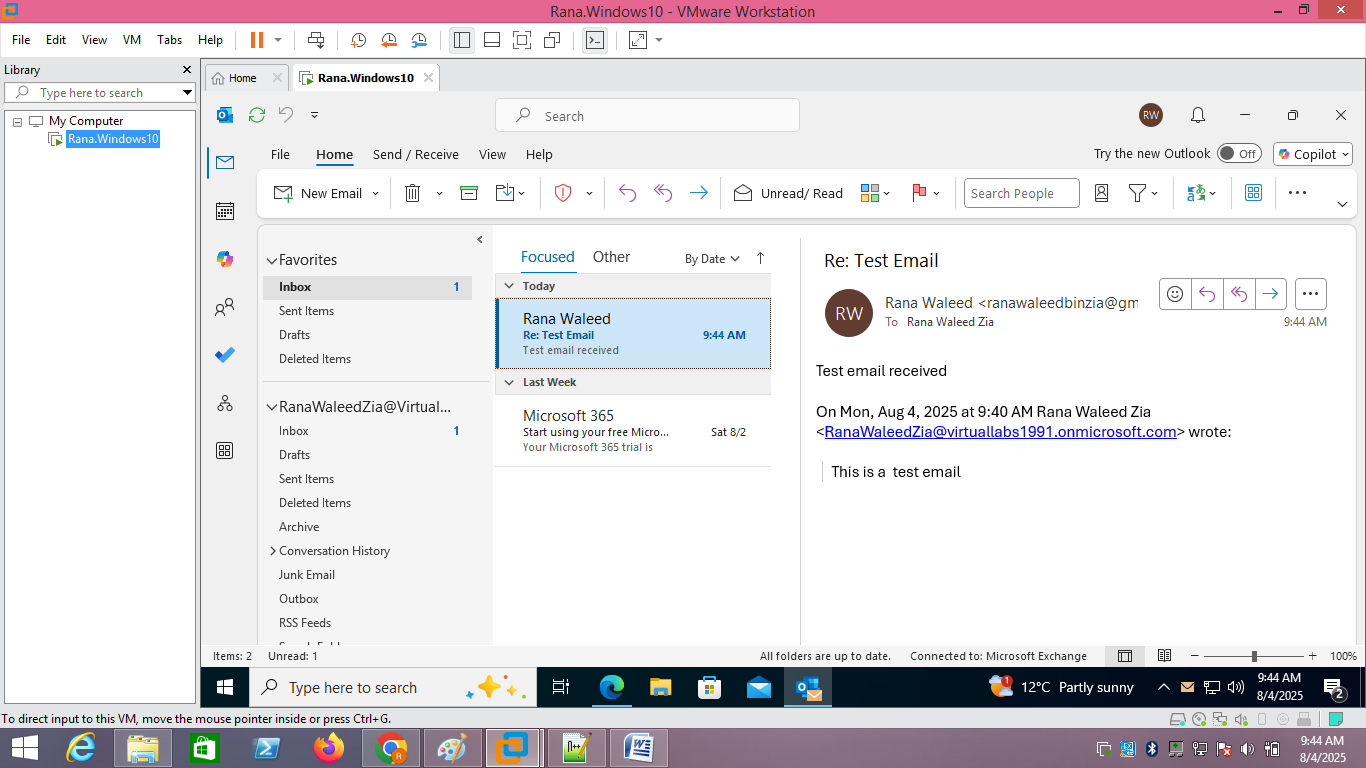 Rana.Windows10 - VMware Workstation
File Edit View VM Tabs Help
Library
Type here to search
My Computer
Rana.Windows10
Home
Rana.Windows10
Search
RW
File Home Send / Receive View Help
Try the new Outlook Off Copilot
New Email Unread/ Read Search People
Favorites
Inbox 1
Sent Items
Drafts
Deleted Items
RanaWaleedZia@Virtual...
Inbox 1
Drafts
Sent Items
Deleted Items
Archive
Conversation History
Junk Email
Outbox
RSS Feeds
Focused Other By Date
Today
Rana Waleed
Re: Test Email 9:44 AM
Test email received
Last Week
Microsoft 365
Start using your free Micro... Sat 8/2
Your Microsoft 365 trial is
Re: Test Email
RW
Rana Waleed <ranawaleedbinzia@gm
To Rana Waleed Zia
9:44 AM
Test email received
On Mon, Aug 4, 2025 at 9:40 AM Rana Waleed Zia
<RanaWaleedZia@virtuallabs1991.onmicrosoft.com> wrote:
This is a test email
Items: 2 Unread: 1 All folders are up to date. Connected to: Microsoft Exchange 100%
Type here to search
1
12°C Partly sunny
9:44 AM
8/4/2025
2
To direct input to this VM, move the mouse pointer inside or press Ctrl+G.
9:44 AM
8/4/2025